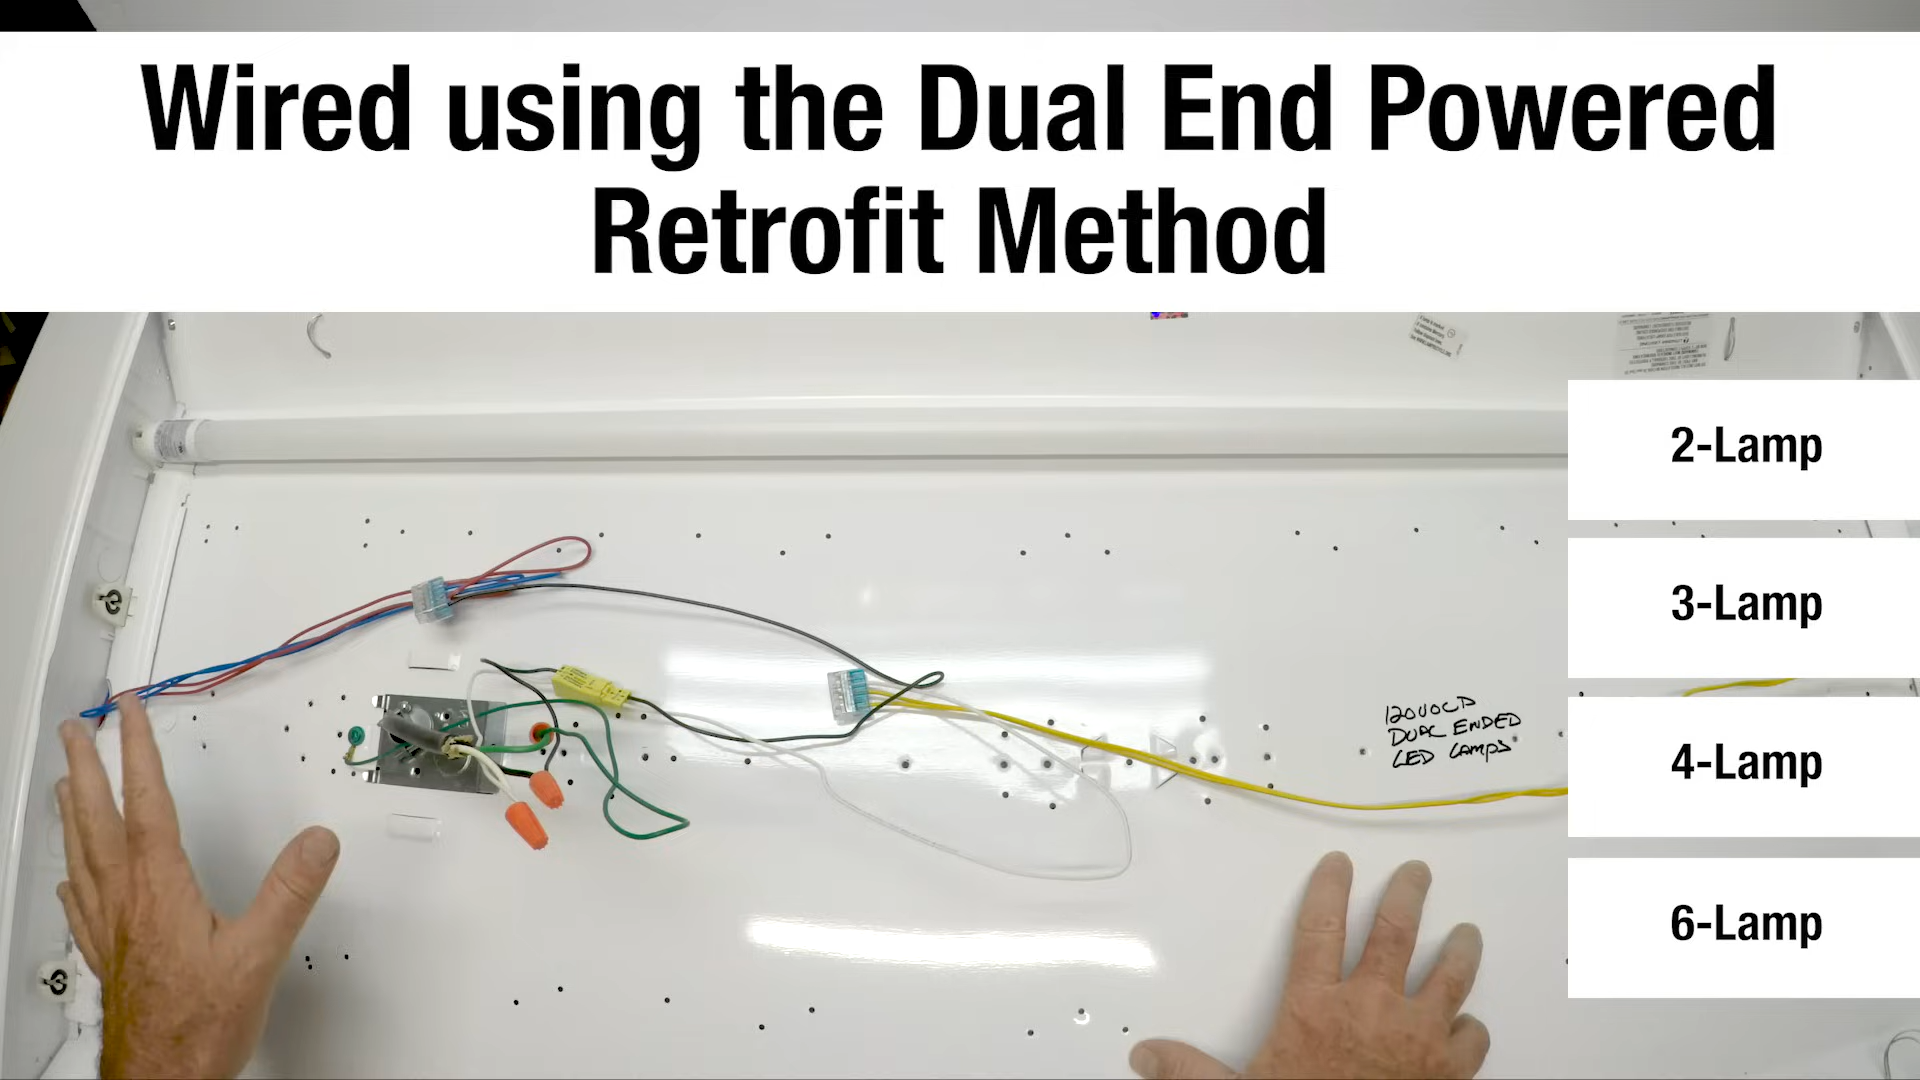 Wired using the Dual End Powered
Retrofit Method
2-Lamp
3-Lamp
4-Lamp
6-Lamp
120VOLD
DUAL ENDED
LED LAMPS